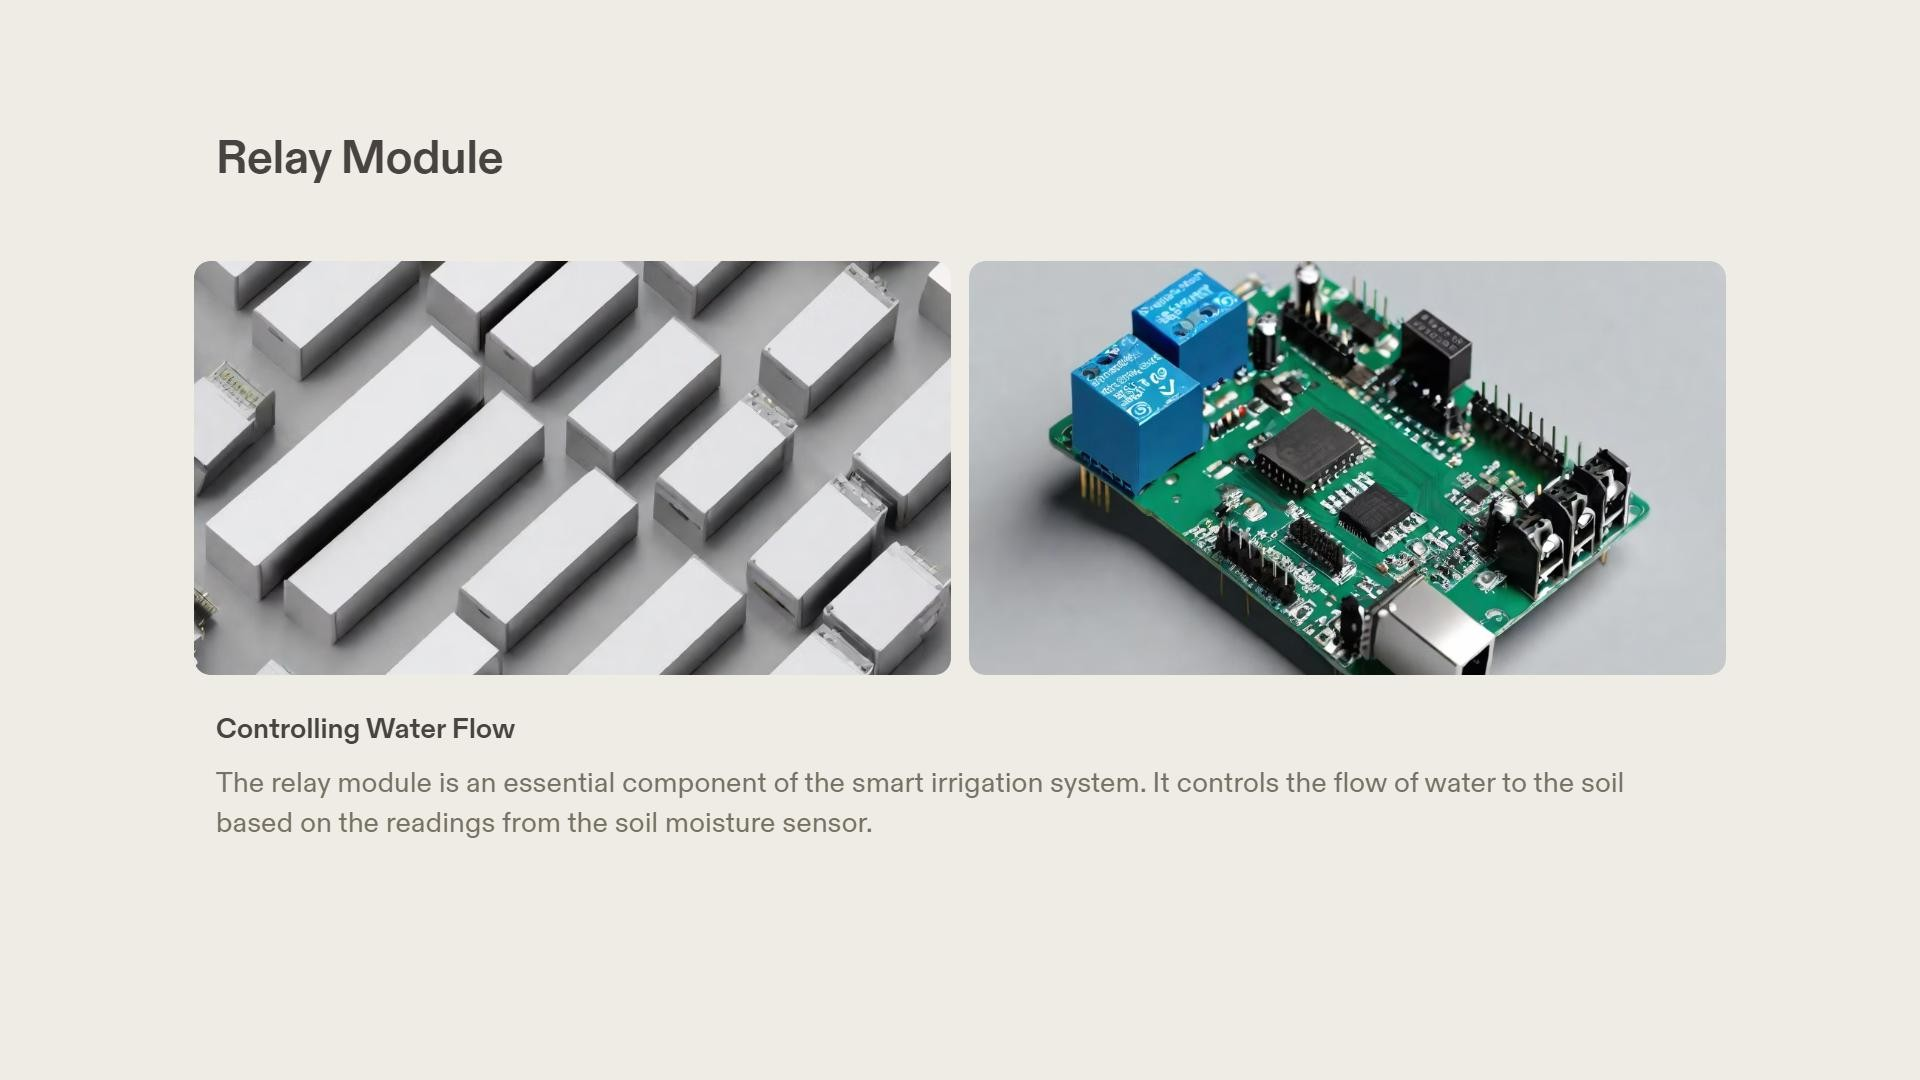 Relay Module
Controlling Water Flow
The relay module is an essential component of the smart irrigation system. It controls the flow of water to the soil
based on the readings from the soil moisture sensor.